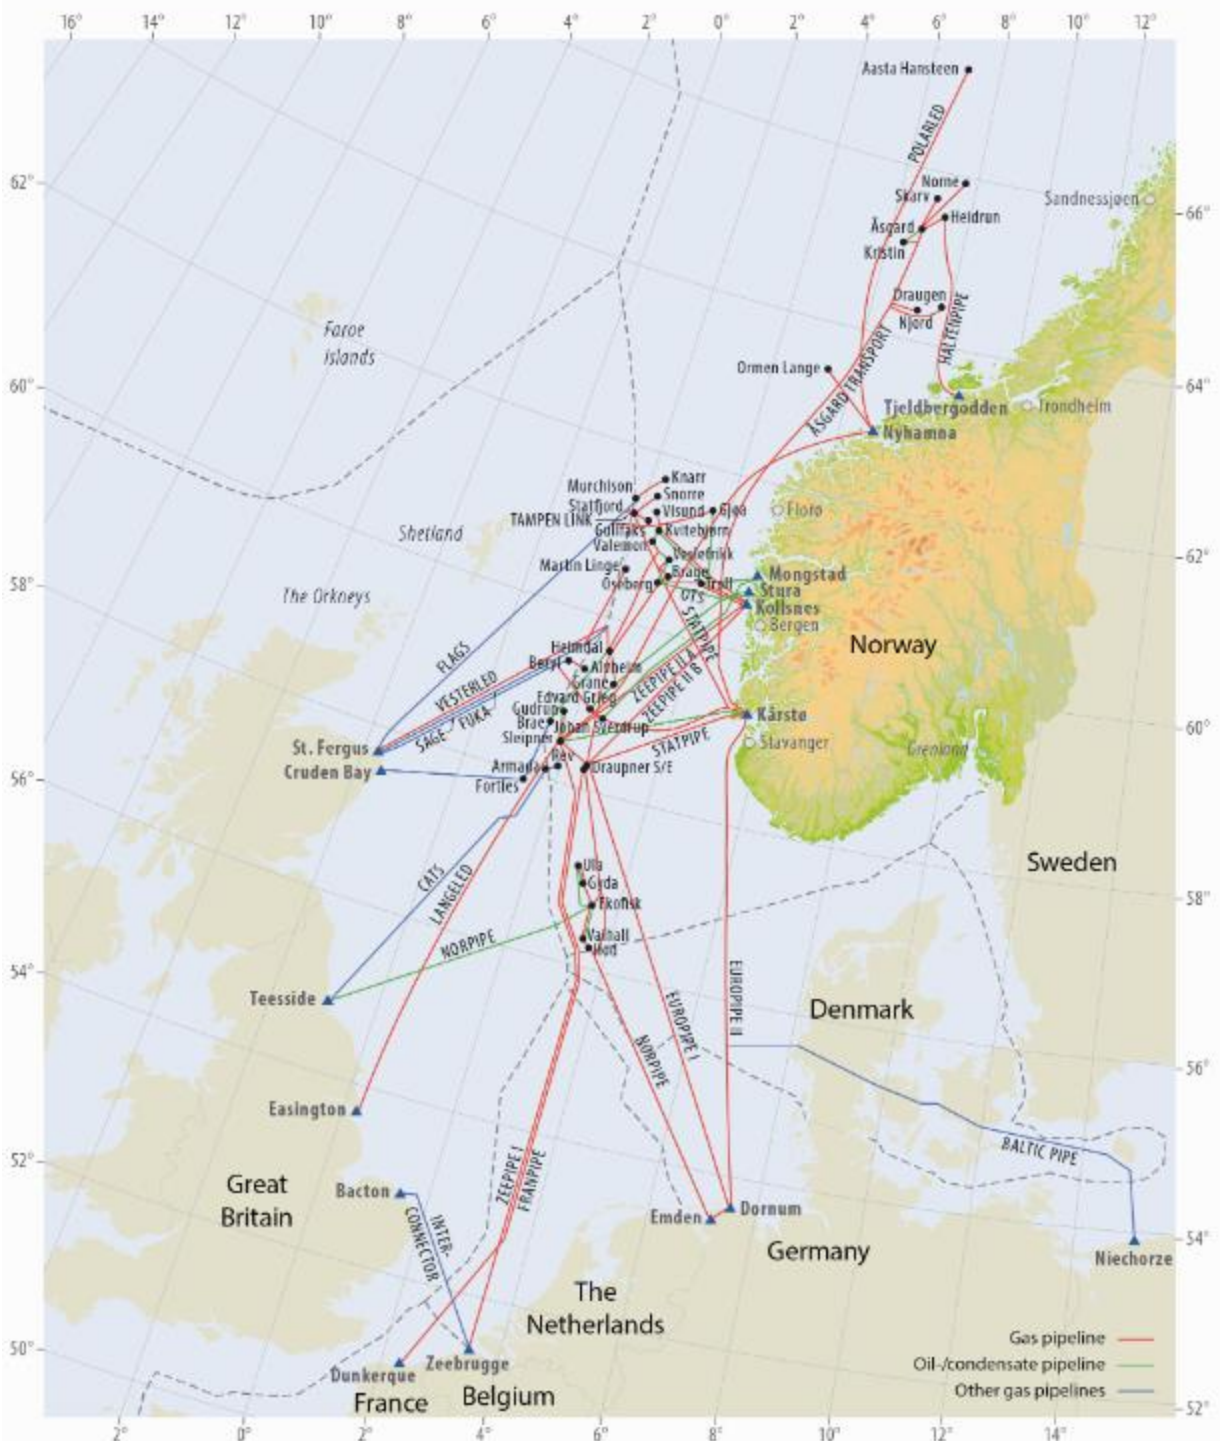 16° 14° 12° 10° 8° 6° 4° 2° 0° 2° 4° 6° 8° 10° 12°
Aasta Hansteen
POLARLED
62°
Norne
Skarv
Sandnessjøen
66°
Heidrun
Åsgard
Kristin
Draugen
Njord
HALTENPIPE
Faroe
Islands
ÅSGARD TRANSPORT
Ormen Lange
60°
64°
Tjeldbergodden
Trondheim
Nyhamna
Knarr
Murchison
Snorre
Statfjord
Visund
Gjøa
Florø
TAMPEN LINK
Gullfaks
Kvitebjørn
Shetland
Valemon
Veslefrikk
62°
Martin Linge
Brage
Mongstad
58°
Oseberg
Troll
Stura
OTS
Kollsnes
The Orkneys
STATPIPE
Bergen
Norway
FLAGS
Heimdal
Beryl
Alvheim
VESTERLED
Grane
ZEEPIPE II A
ZEEPIPE II B
Edvard Grieg
SAGE
FUKA
Gudrun
Kårstø
Brae
Johan Sverdrup
60°
Sleipner
STATPIPE
Stavanger
Grenland
St. Fergus
Rev
Cruden Bay
Armada
Draupner S/E
56°
Forties
CATS
LANGELED
Ula
Sweden
Gyda
Ekofisk
58°
NORPIPE
Valhall
Hod
54°
Teesside
EUROPIPE II
Denmark
EUROPIPE I
NORPIPE
56°
Easington
BALTIC PIPE
52°
ZEEPIPE I
FRANPIPE
Great
Britain
Bacton
INTER-
CONNECTOR
Emden
Dornum
Germany
54°
Niechorze
The
Netherlands
50°
Dunkerque
Zeebrugge
France
Belgium
Gas pipeline
Oil-/condensate pipeline
Other gas pipelines
52°
2° 0° 2° 4° 6° 8° 10° 12° 14°